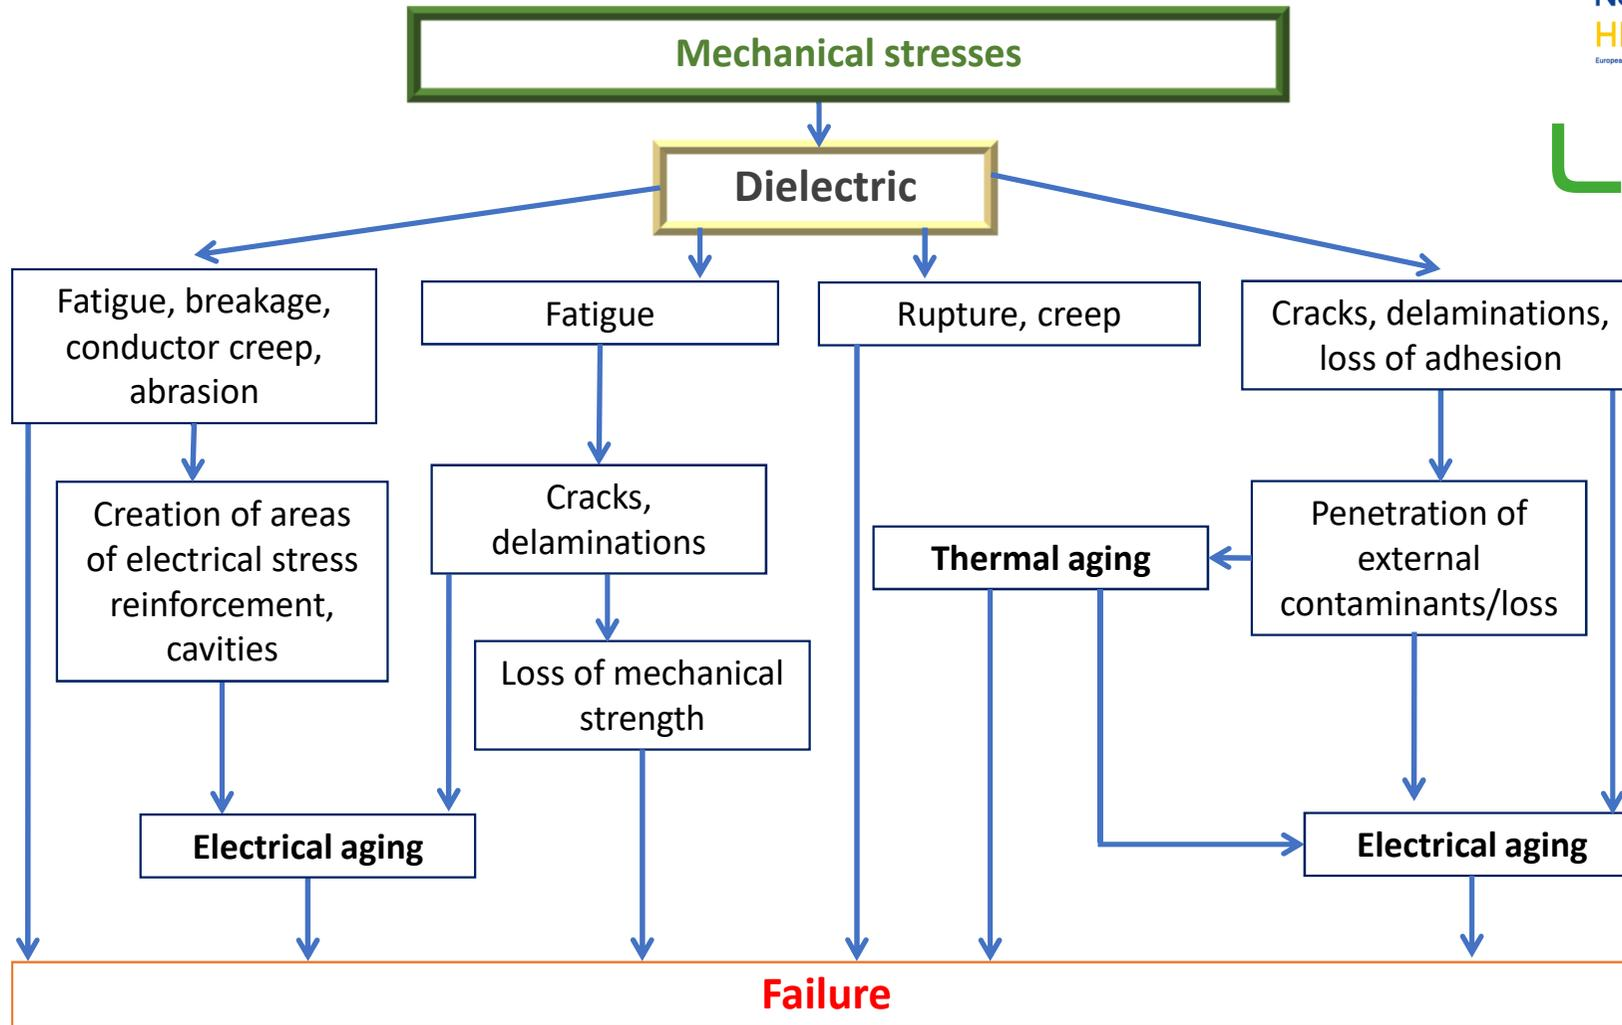 Mechanical stresses
Dielectric
Fatigue, breakage,
conductor creep,
abrasion
Fatigue
Rupture, creep
Cracks, delaminations,
loss of adhesion
Creation of areas
of electrical stress
reinforcement,
cavities
Cracks,
delaminations
Thermal aging
Penetration of
external
contaminants/loss
Loss of mechanical
strength
Electrical aging
Electrical aging
Failure